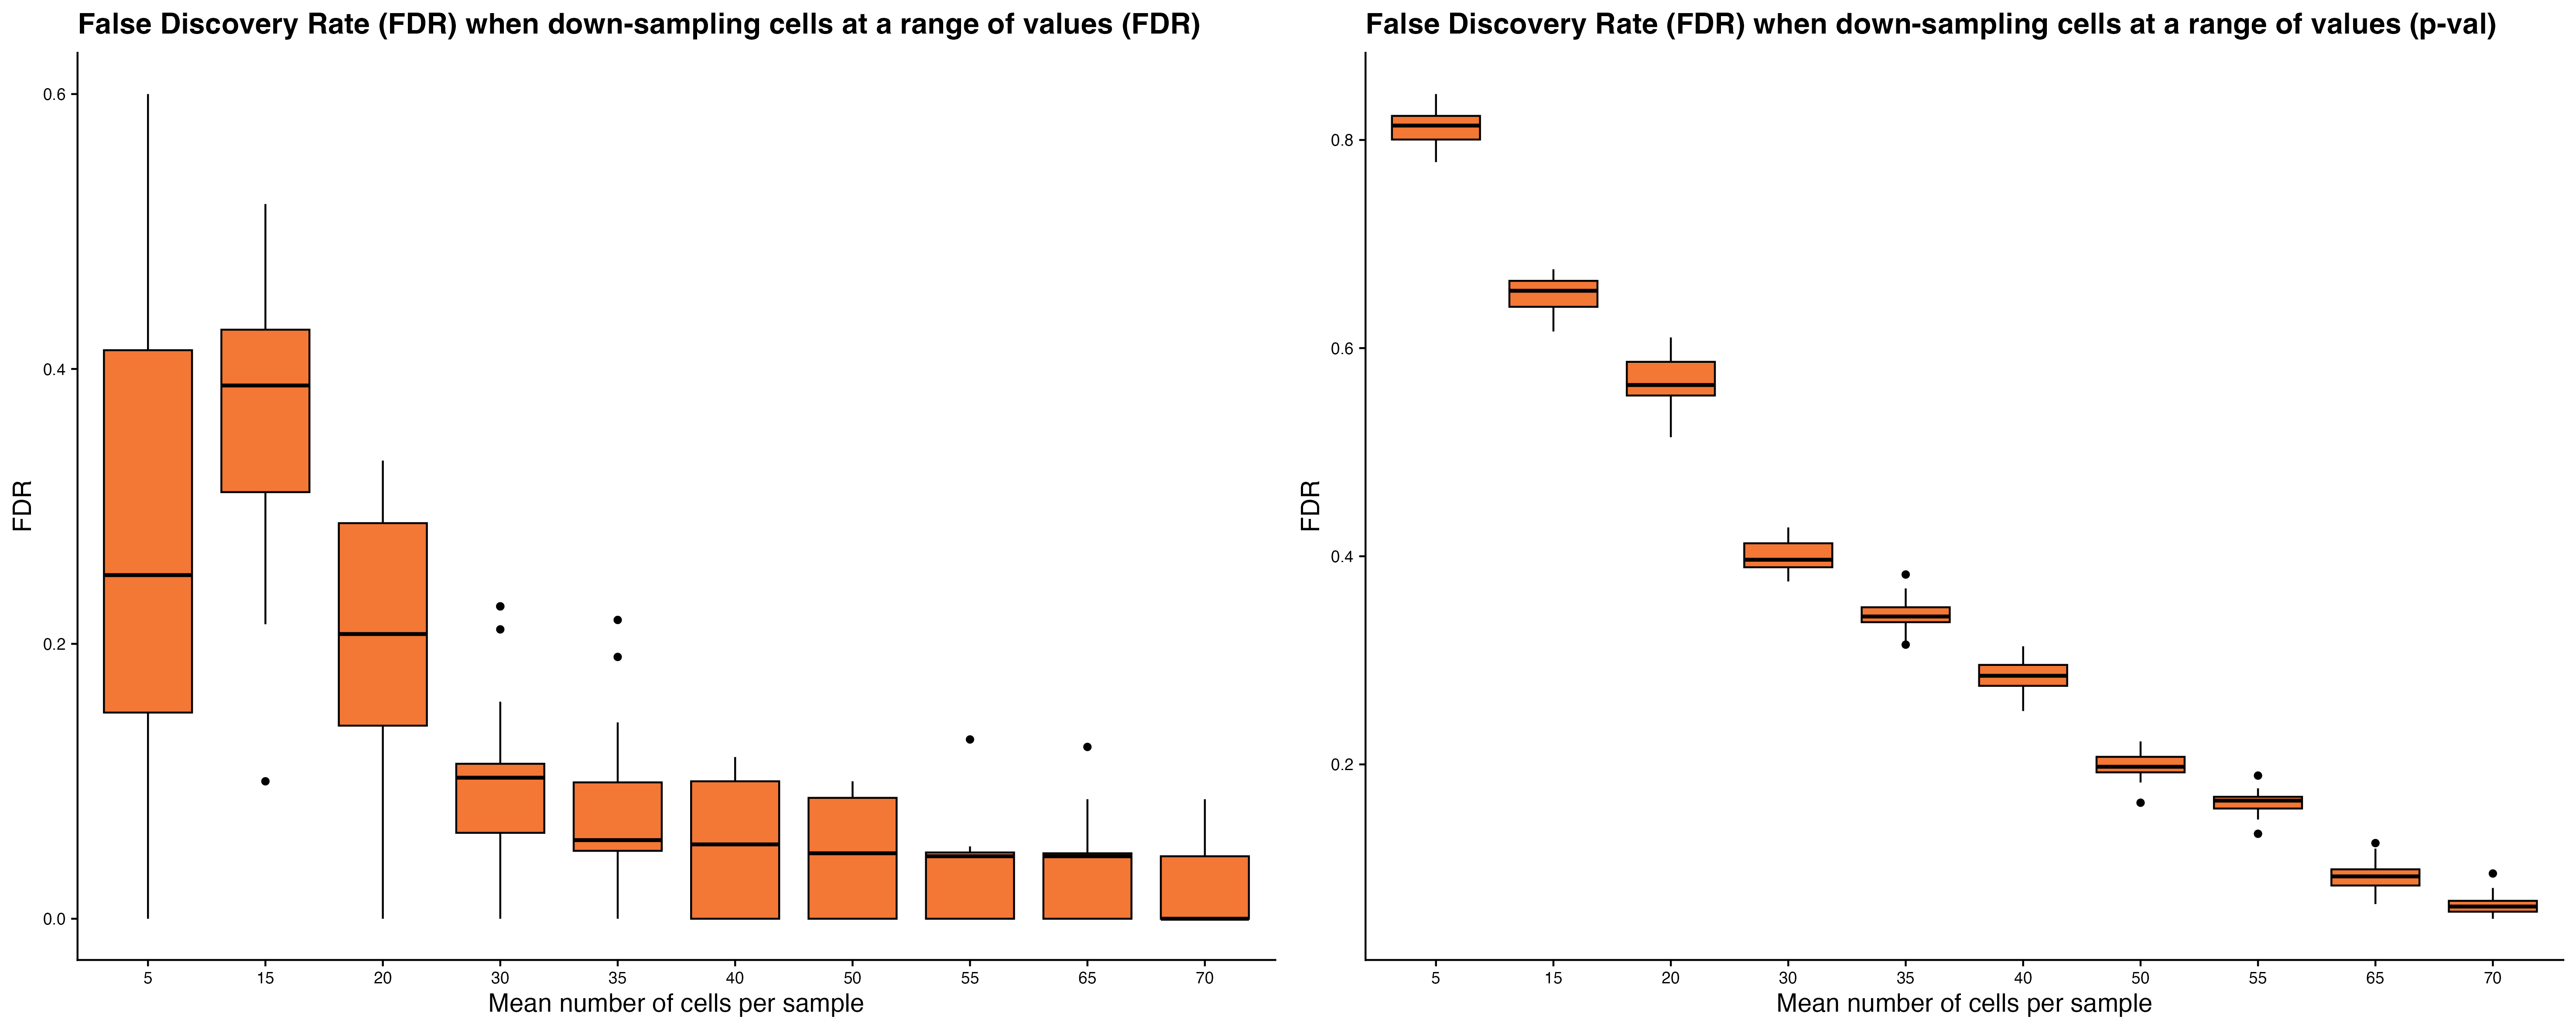 False Discovery Rate (FDR) when down-sampling cells at a range of values (FDR)
0.6
0.4
0.2
0.0
FDR
5 15 20 30 35 40 50 55 65 70
Mean number of cells per sample
False Discovery Rate (FDR) when down-sampling cells at a range of values (p-val)
0.8
0.6
0.4
0.2
FDR
5 15 20 30 35 40 50 55 65 70
Mean number of cells per sample